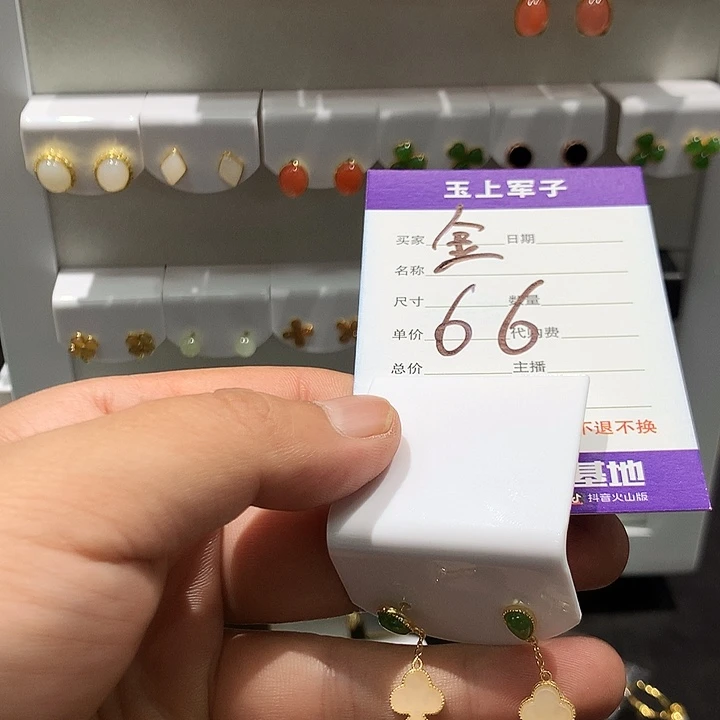 玉上军子
买家 金 日期
名称
尺寸 数量
66
单价 代购费
总价 主播
不退不换
基地
抖音火山版